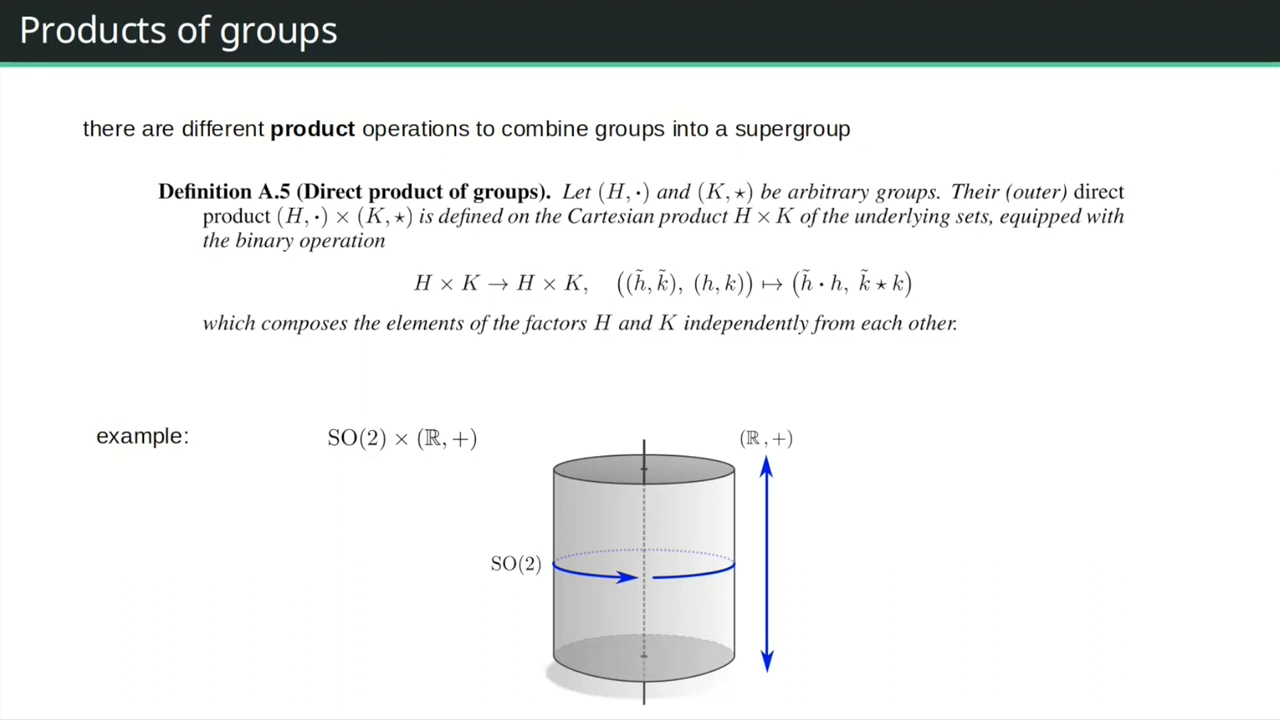 Products of groups
there are different product operations to combine groups into a supergroup
Definition A.5 (Direct product of groups). Let (H, ·) and (K, ⋆) be arbitrary groups. Their (outer) direct
product (H, ·) × (K, ⋆) is defined on the Cartesian product H × K of the underlying sets, equipped with
the binary operation
H × K → H × K, ((h̃, k̃), (h, k)) ↦ (h̃ · h, k̃ ⋆ k)
which composes the elements of the factors H and K independently from each other.
example: SO(2) × (ℝ, +)
(ℝ, +)
SO(2)